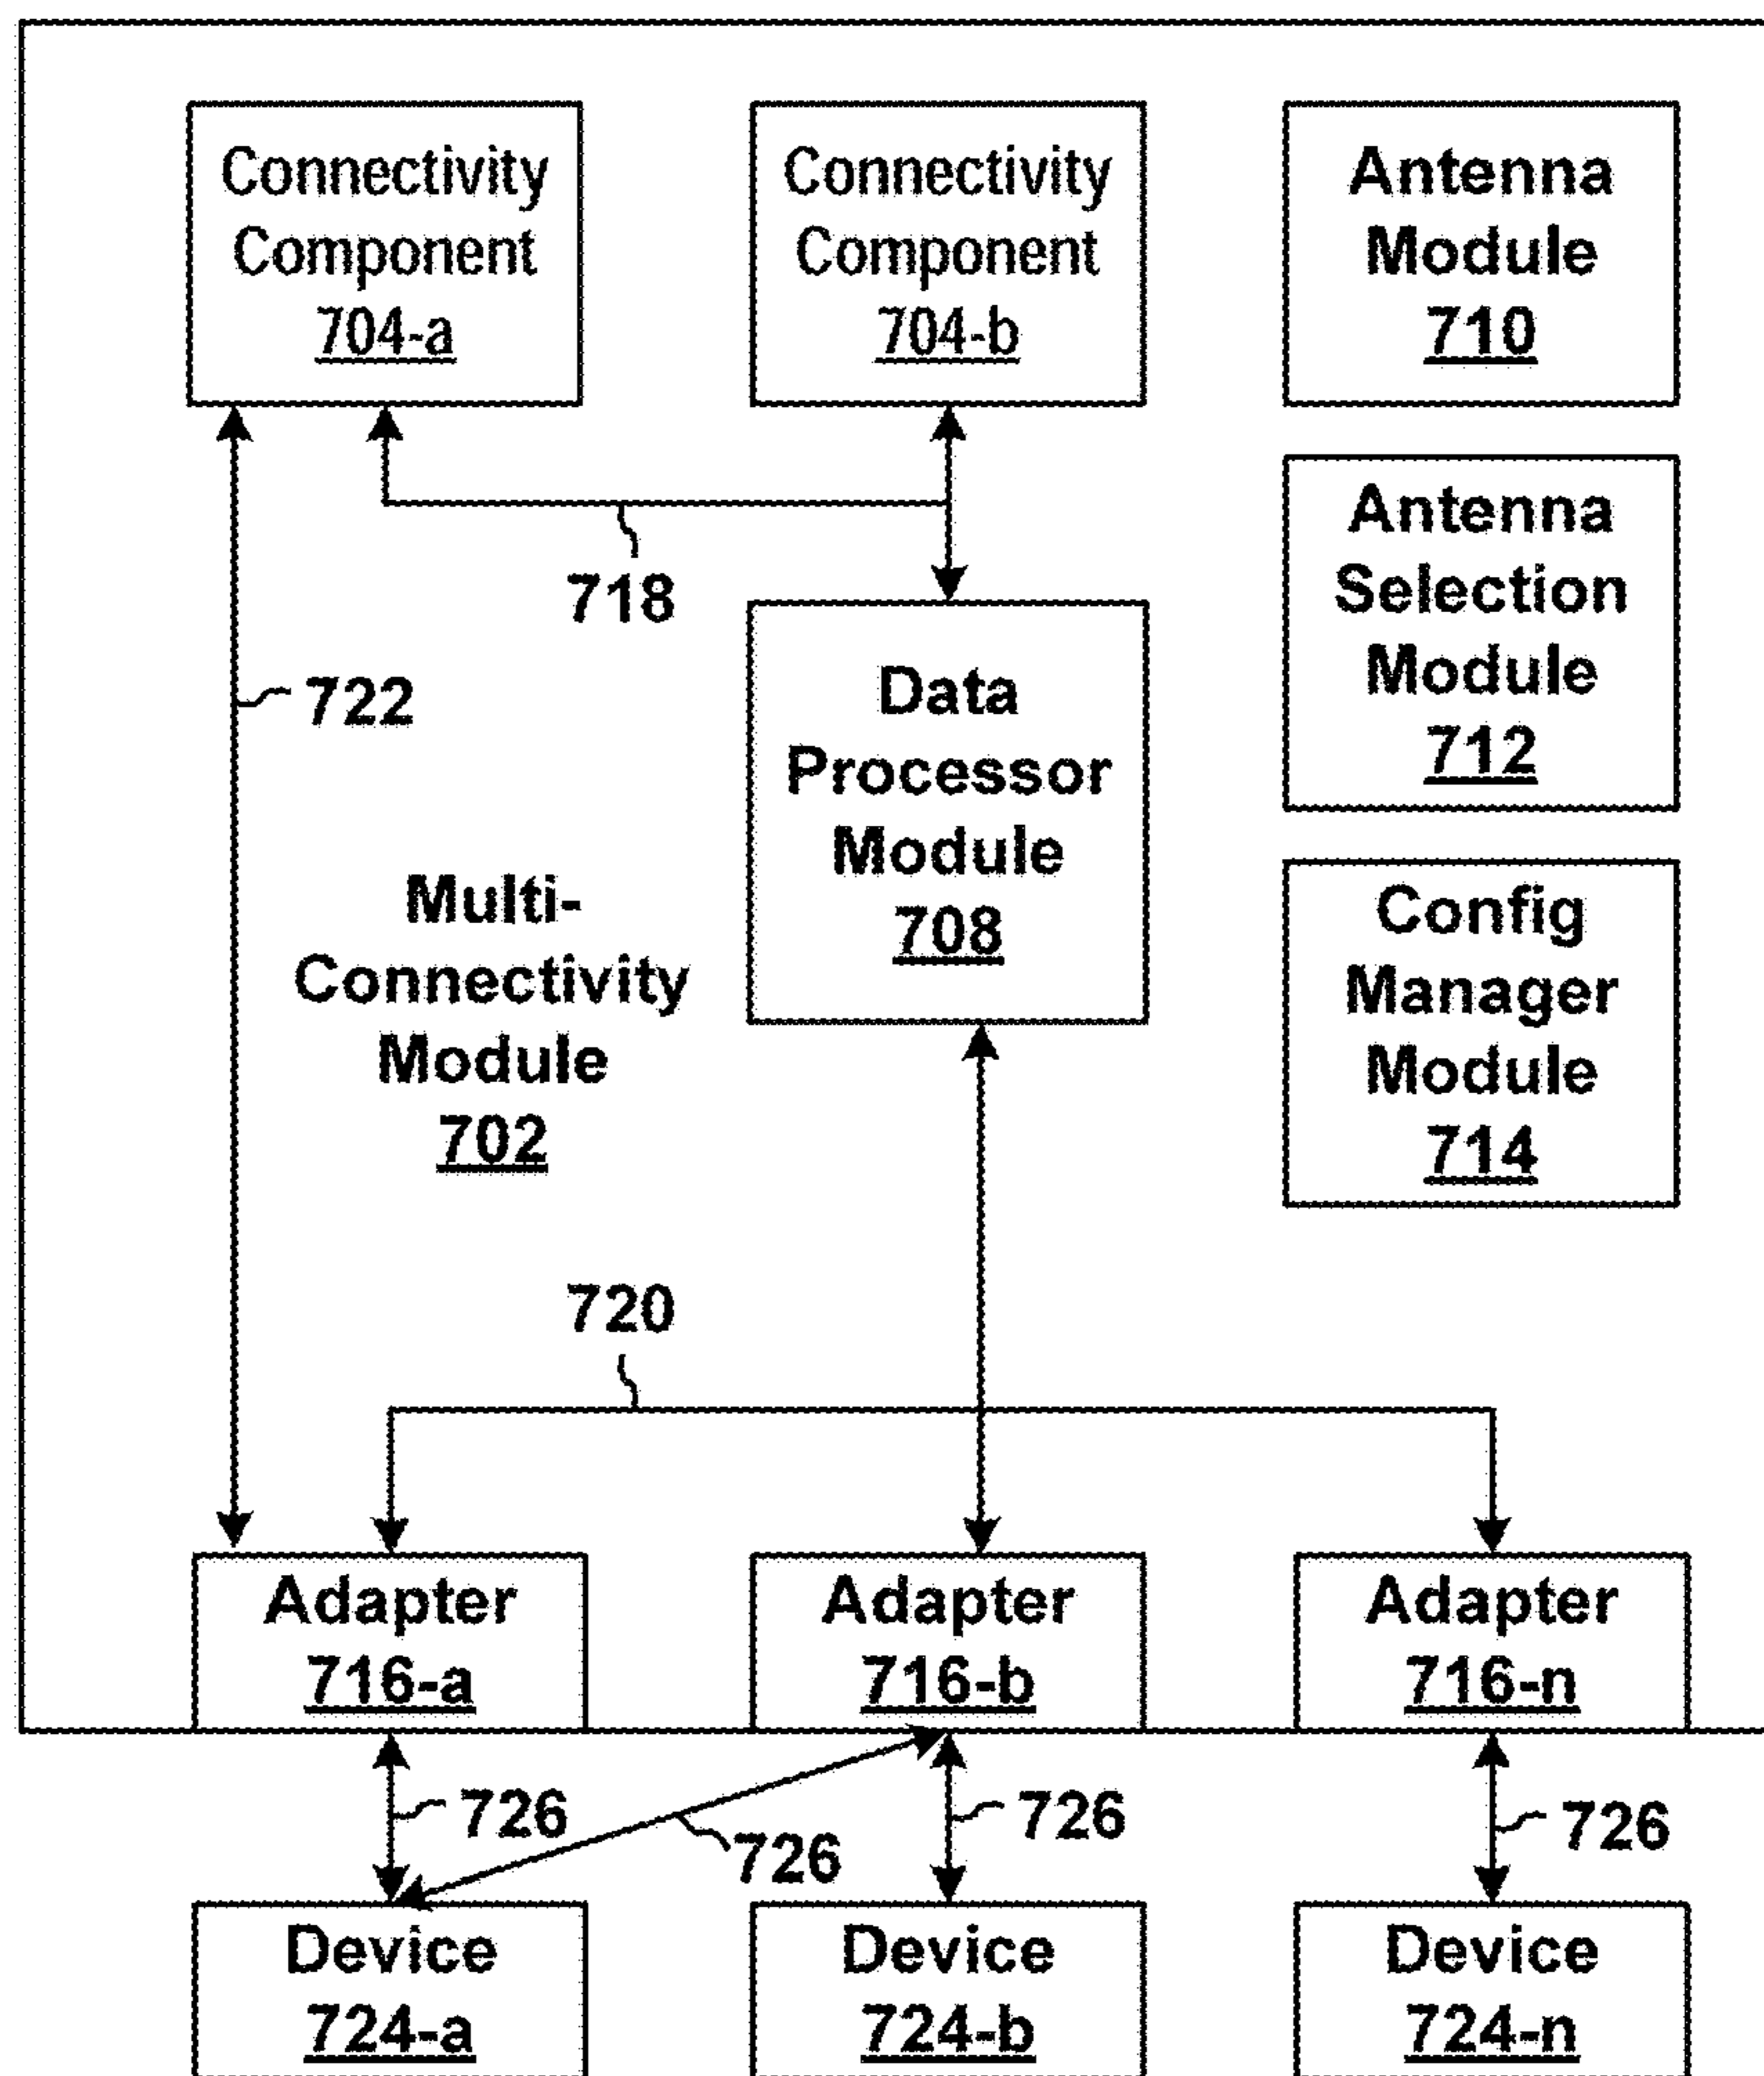 Connectivity
Component
704-a
Connectivity
Component
704-b
Antenna
Module
710
718
Antenna
Selection
Module
712
722
Data
Processor
Module
708
Multi-
Connectivity
Module
702
Config
Manager
Module
714
720
Adapter
716-a
Adapter
716-b
Adapter
716-n
726
726
726
726
Device
724-a
Device
724-b
Device
724-n